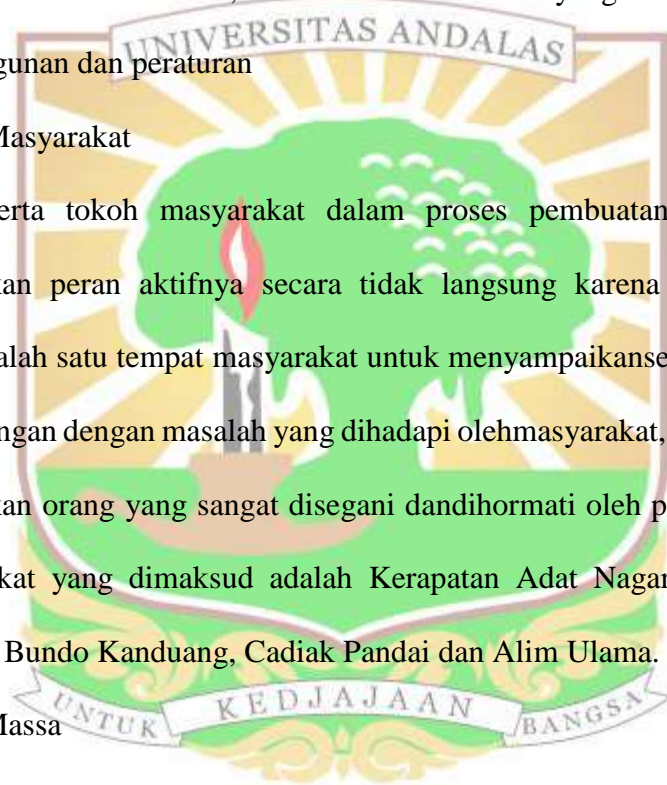 UNIVERSITAS ANDALAS
gunan dan peraturan
Masyarakat
erta tokoh masyarakat dalam proses pembuatan
kan peran aktifnya secara tidak langsung karena
alah satu tempat masyarakat untuk menyampaikanse
ngan dengan masalah yang dihadapi olehmasyarakat,
kan orang yang sangat disegani dandihormati oleh p
kat yang dimaksud adalah Kerapatan Adat Nagar
Bundo Kanduang, Cadiak Pandai dan Alim Ulama.
UNTUK KEDJAJAAN BANGSA
Massa